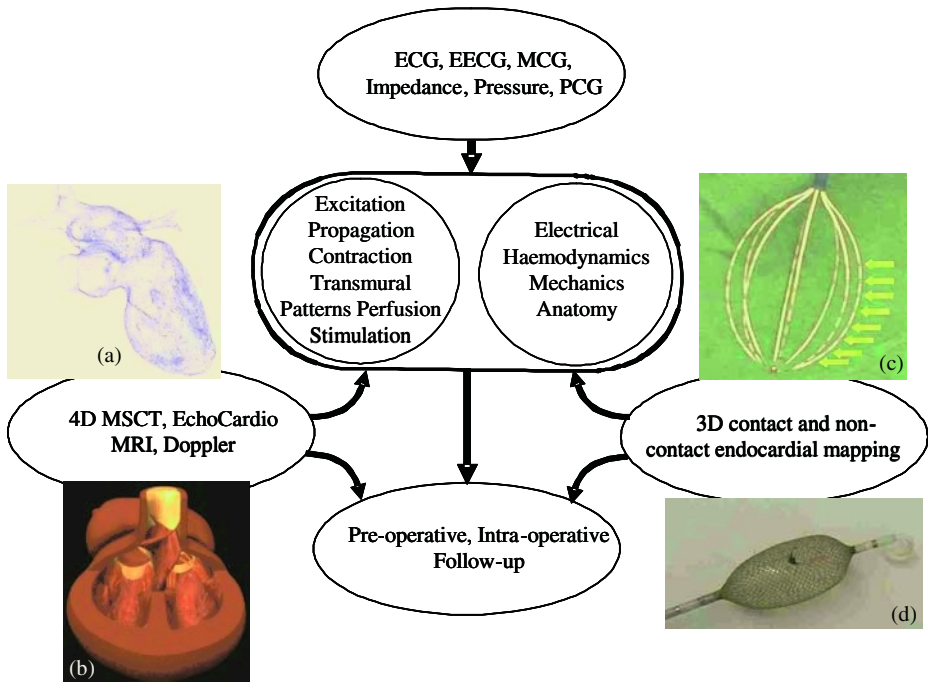 ECG, EECG, MCG,
Impedance, Pressure, PCG
Excitation
Propagation
Contraction
Transmural
Patterns Perfusion
Stimulation
Electrical
Haemodynamics
Mechanics
Anatomy
(a)
(c)
4D MSCT, EchoCardio
MRI, Doppler
3D contact and non-
contact endocardial mapping
Pre-operative, Intra-operative
Follow-up
(b)
(d)